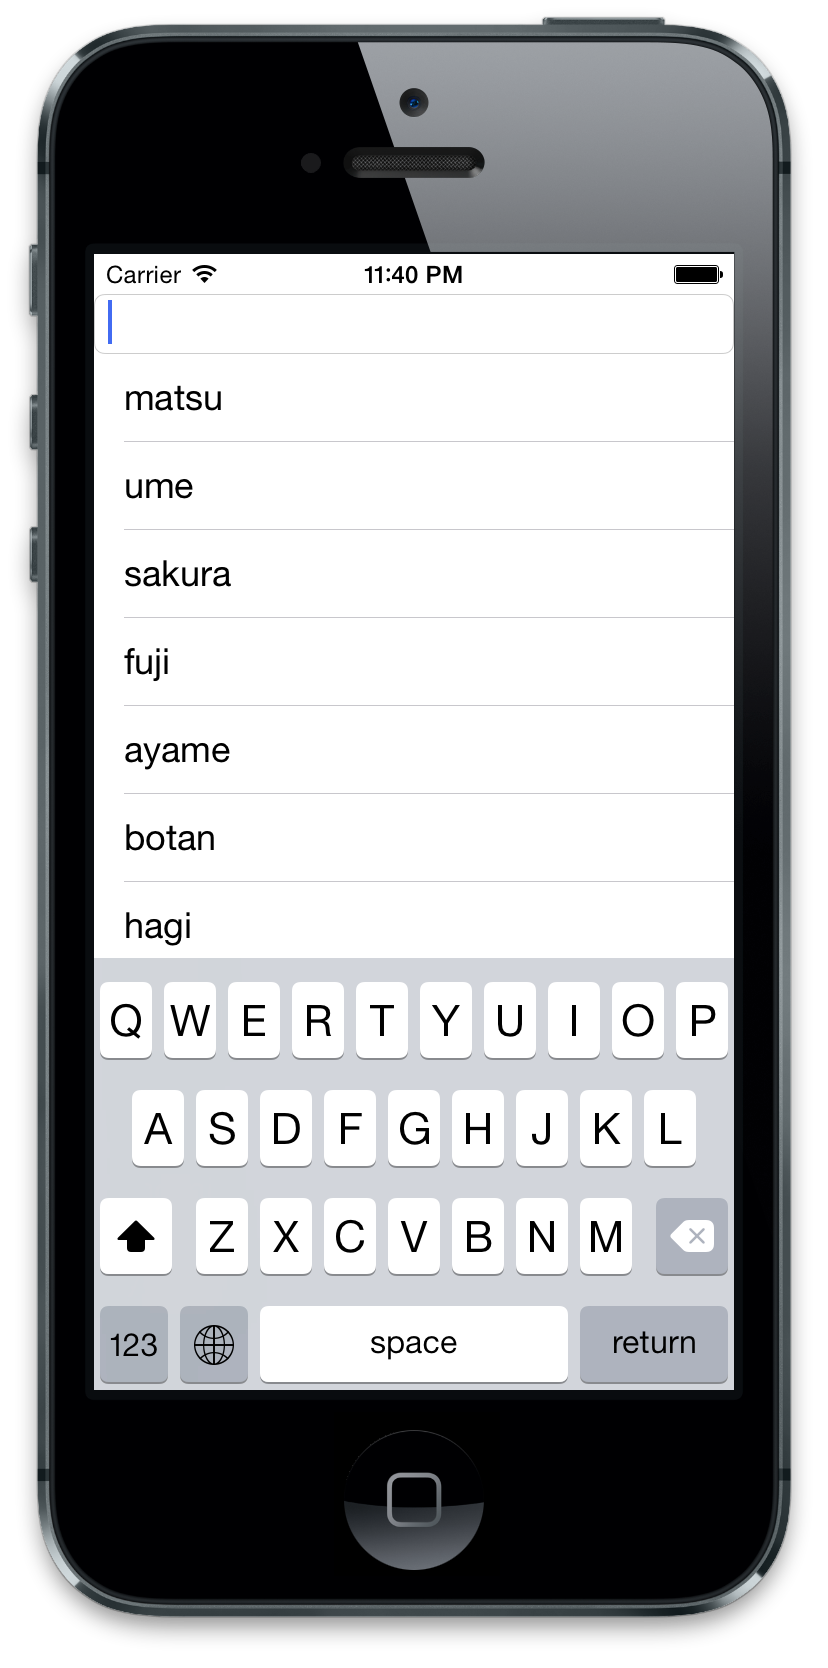 Carrier 11:40 PM
matsu
ume
sakura
fuji
ayame
botan
hagi
Q W E R T Y U I O P
A S D F G H J K L
Z X C V B N M
123 space return